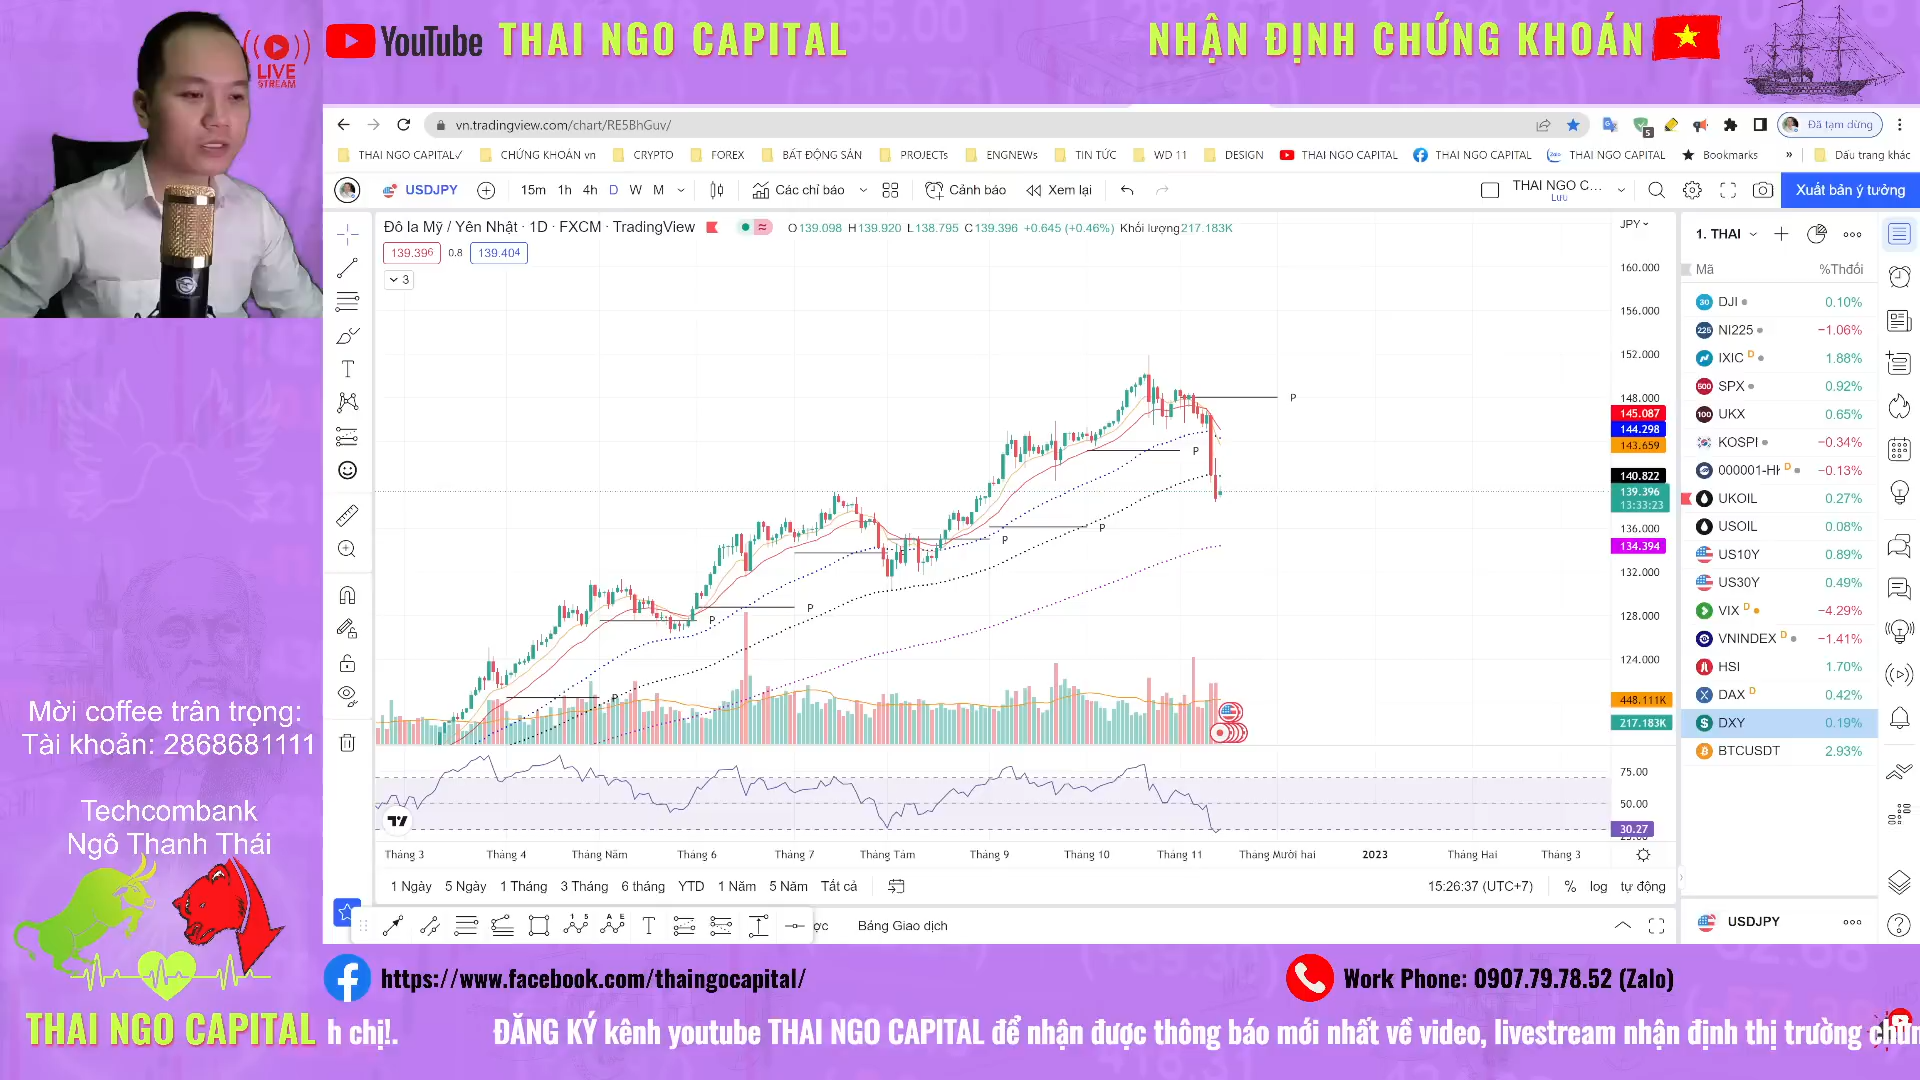 LIVE
STREAM
YouTube THAI NGO CAPITAL
NHẬN ĐỊNH CHỨNG KHOÁN
vn.tradingview.com/chart/RE5BhGuv/
5
Đã tạm dừng
THAI NGO CAPITAL✓ CHỨNG KHOÁN vn CRYPTO FOREX BẤT ĐỘNG SẢN PROJECTs ENGNEWs TIN TỨC WD 11 DESIGN THAI NGO CAPITAL THAI NGO CAPITAL THAI NGO CAPITAL Bookmarks » Dấu trang khác
USDJPY 15m 1h 4h D W M Các chỉ báo Cảnh báo Xem lại THAI NGO C... Lưu Xuất bản ý tưởng
Đô la Mỹ / Yên Nhật · 1D · FXCM · TradingView O139.098 H139.920 L138.795 C139.396 +0.645 (+0.46%) Khối lượng217.183K
139.396 0.8 139.404
3
JPY
160.000
156.000
152.000
148.000
145.087
144.298
143.659
140.822
139.396
13:33:23
136.000
134.394
132.000
128.000
124.000
448.111K
217.183K
75.00
50.00
30.27
P
P
P
P
P
P
P
Tháng 3 Tháng 4 Tháng Năm Tháng 6 Tháng 7 Tháng Tám Tháng 9 Tháng 10 Tháng 11 Tháng Mười hai 2023 Tháng Hai Tháng 3
1 Ngày 5 Ngày 1 Tháng 3 Tháng 6 tháng YTD 1 Năm 5 Năm Tất cả 15:26:37 (UTC+7) % log tự động
Bảng Giao dịch
1. THAI
Mã %Thđổi
DJI 0.10%
NI225 −1.06%
IXIC D 1.88%
SPX 0.92%
UKX 0.65%
KOSPI −0.34%
000001-HI D −0.13%
UKOIL 0.27%
USOIL 0.08%
US10Y 0.89%
US30Y 0.49%
VIX D −4.29%
VNINDEX D −1.41%
HSI 1.70%
DAX D 0.42%
DXY 0.19%
BTCUSDT 2.93%
USDJPY
Mời coffee trân trọng:
Tài khoản: 2868681111
Techcombank
Ngô Thanh Thái
THAI NGO CAPITAL
https://www.facebook.com/thaingocapital/
Work Phone: 0907.79.78.52 (Zalo)
h chị!. ĐĂNG KÝ kênh youtube THAI NGO CAPITAL để nhận được thông báo mới nhất về video, livestream nhận định thị trường